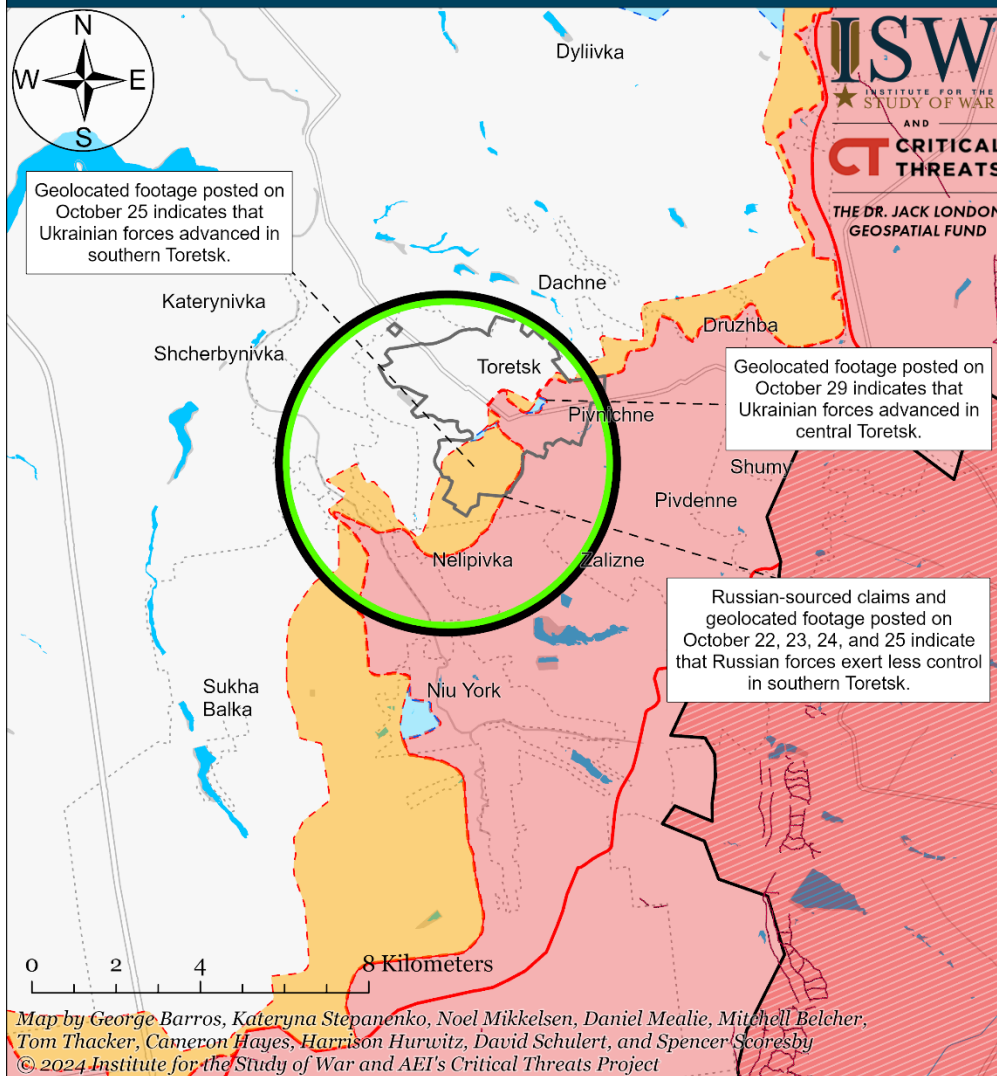 N
W
E
S
Dyliivka
ISW
INSTITUTE FOR THE
STUDY OF WAR
AND
CT CRITICAL
THREATS
THE DR. JACK LONDON
GEOSPATIAL FUND
Geolocated footage posted on
October 25 indicates that
Ukrainian forces advanced in
southern Toretsk.
Dachne
Katerynivka
Druzhba
Shcherbynivka
Toretsk
Geolocated footage posted on
October 29 indicates that
Ukrainian forces advanced in
central Toretsk.
Pivnichne
Shumy
Pivdenne
Nelipivka
Zalizne
Russian-sourced claims and
geolocated footage posted on
October 22, 23, 24, and 25 indicate
that Russian forces exert less control
in southern Toretsk.
Niu York
Sukha
Balka
0 2 4 8 Kilometers
Map by George Barros, Kateryna Stepanenko, Noel Mikkelsen, Daniel Mealie, Mitchell Belcher,
Tom Thacker, Cameron Hayes, Harrison Hurwitz, David Schulert, and Spencer Scoresby
© 2024 Institute for the Study of War and AEI's Critical Threats Project